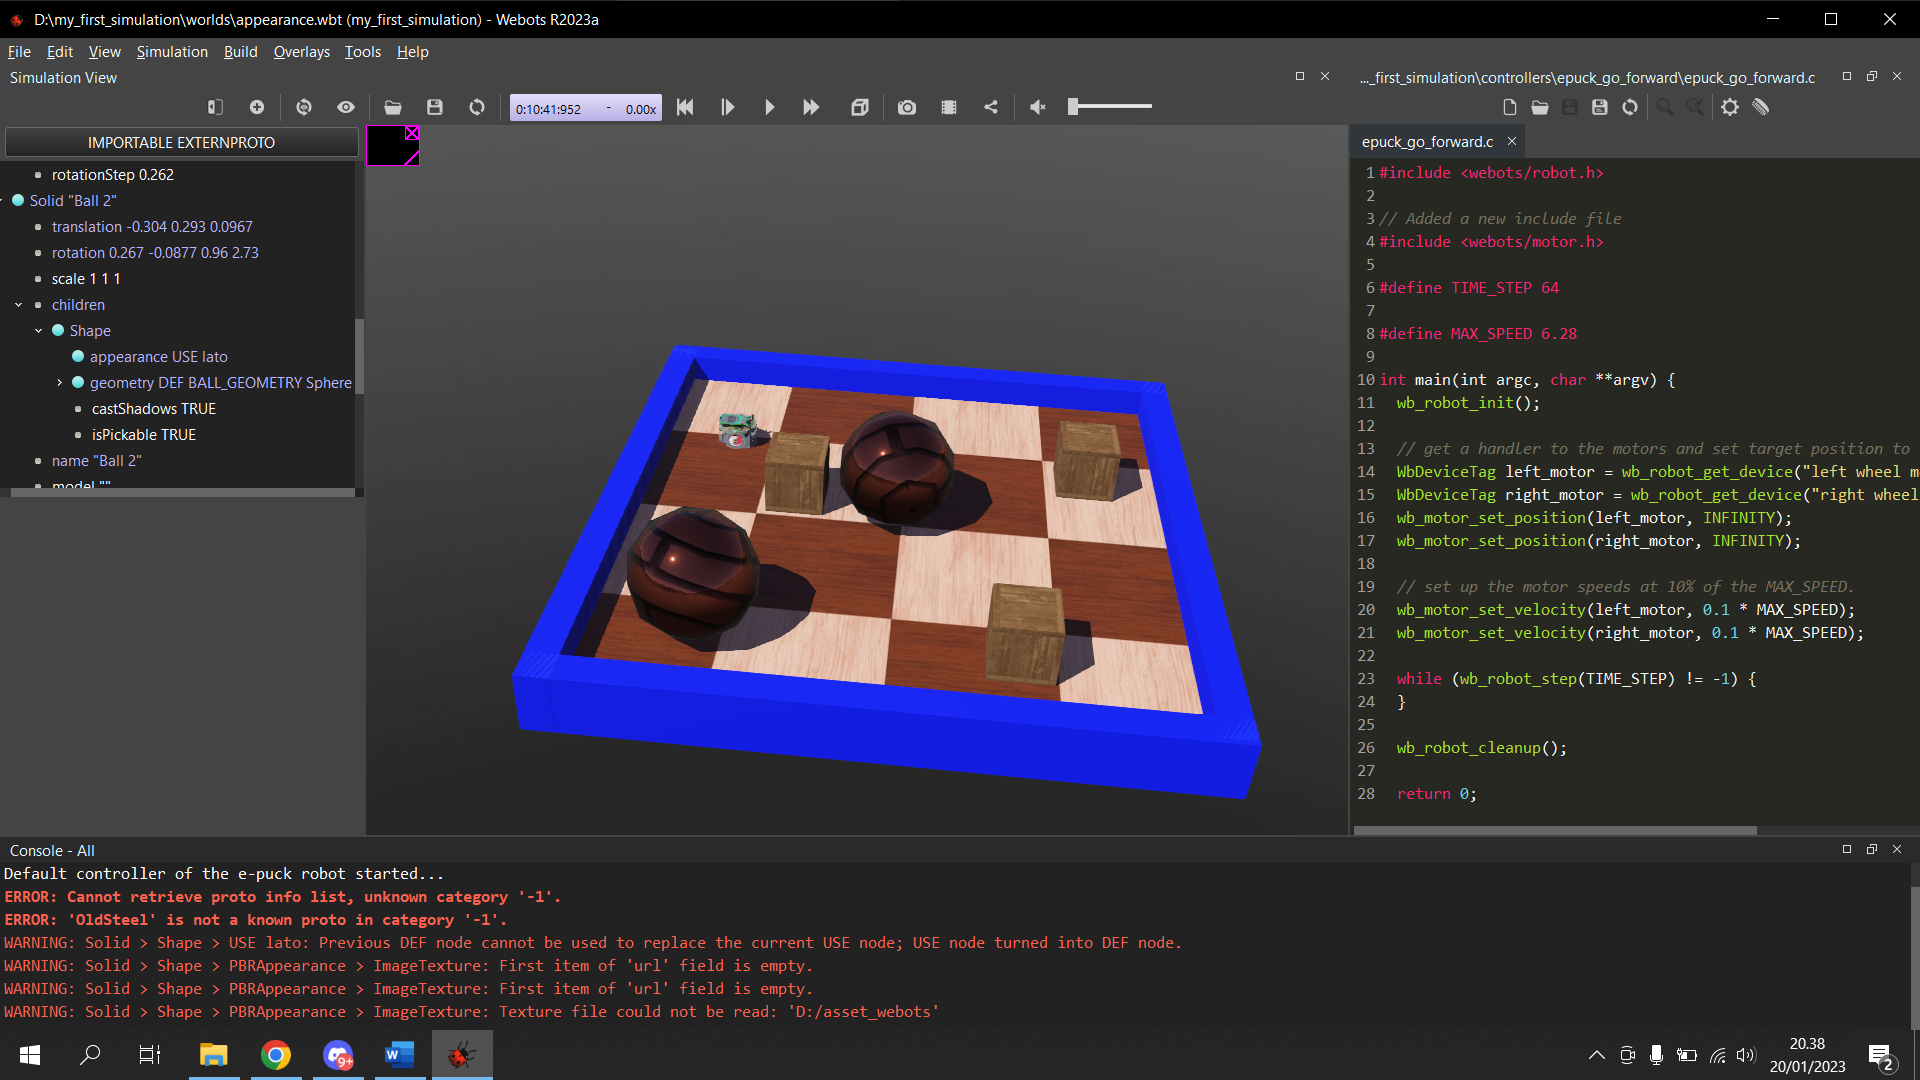 D:\my_first_simulation\worlds\appearance.wbt (my_first_simulation) - Webots R2023a
File Edit View Simulation Build Overlays Tools Help
Simulation View
..._first_simulation\controllers\epuck_go_forward\epuck_go_forward.c
0:10:41:952 - 0.00x
IMPORTABLE EXTERNPROTO
rotationStep 0.262
Solid "Ball 2"
translation -0.304 0.293 0.0967
rotation 0.267 -0.0877 0.96 2.73
scale 1 1 1
children
Shape
appearance USE lato
geometry DEF BALL_GEOMETRY Sphere
castShadows TRUE
isPickable TRUE
name "Ball 2"
model ""
epuck_go_forward.c
1 #include <webots/robot.h>
2
3 // Added a new include file
4 #include <webots/motor.h>
5
6 #define TIME_STEP 64
7
8 #define MAX_SPEED 6.28
9
10 int main(int argc, char **argv) {
11 wb_robot_init();
12
13 // get a handler to the motors and set target position to
14 WbDeviceTag left_motor = wb_robot_get_device("left wheel m
15 WbDeviceTag right_motor = wb_robot_get_device("right wheel
16 wb_motor_set_position(left_motor, INFINITY);
17 wb_motor_set_position(right_motor, INFINITY);
18
19 // set up the motor speeds at 10% of the MAX_SPEED.
20 wb_motor_set_velocity(left_motor, 0.1 * MAX_SPEED);
21 wb_motor_set_velocity(right_motor, 0.1 * MAX_SPEED);
22
23 while (wb_robot_step(TIME_STEP) != -1) {
24 }
25
26 wb_robot_cleanup();
27
28 return 0;
Console - All
Default controller of the e-puck robot started...
ERROR: Cannot retrieve proto info list, unknown category '-1'.
ERROR: 'OldSteel' is not a known proto in category '-1'.
WARNING: Solid > Shape > USE lato: Previous DEF node cannot be used to replace the current USE node; USE node turned into DEF node.
WARNING: Solid > Shape > PBRAppearance > ImageTexture: First item of 'url' field is empty.
WARNING: Solid > Shape > PBRAppearance > ImageTexture: First item of 'url' field is empty.
WARNING: Solid > Shape > PBRAppearance > ImageTexture: Texture file could not be read: 'D:/asset_webots'
9+
W
20.38
20/01/2023
2